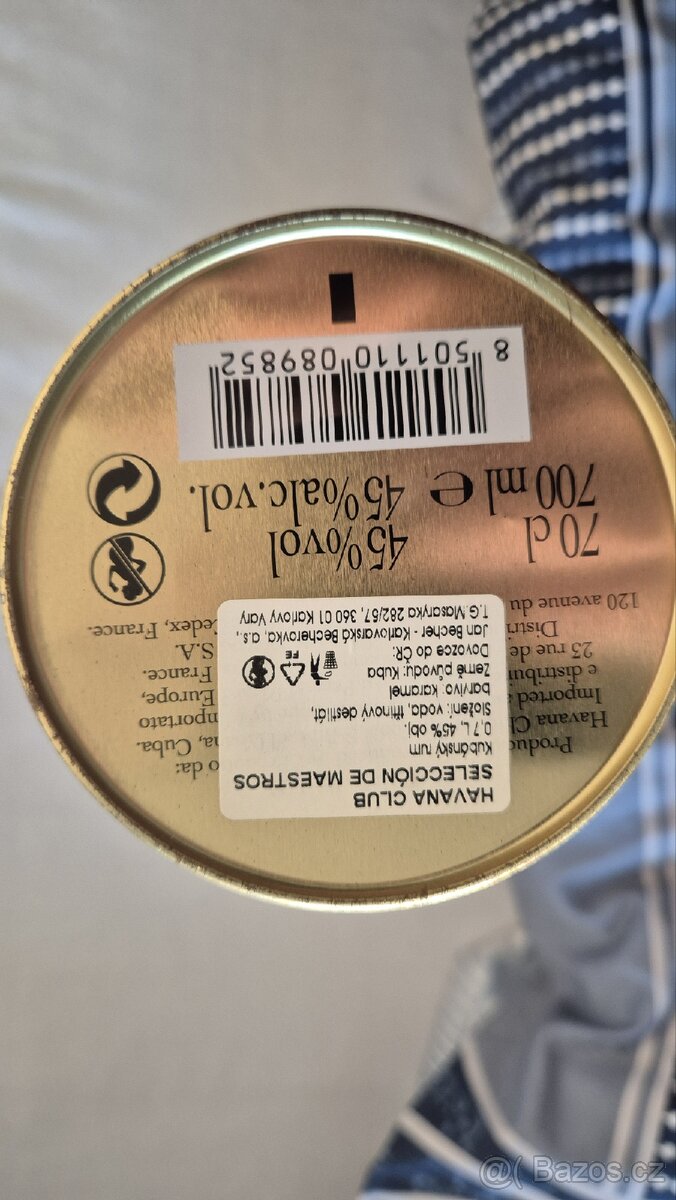 HAVANA CLUB
SELECCIÓN DE MAESTROS
Kubánský rum
0,7 L, 45% obj.
Složení: voda, třtinový destilát,
barvivo: karamel
Země původu: Kuba
Dovozce do ČR:
Jan Becher - Karlovarská Becherovka, a.s.,
T.G.Masaryka 282/57, 360 01 Karlovy Vary
FE
Produc o da:
Havana Cl a, Cuba.
Imported mportato
e distribui Europe,
25 rue de France.
Distri S.A.
120 avenue du edex, France.
70 cl 45%vol
700 ml e 45%alc.vol.
8 501110 089852
@ Bazos.cz